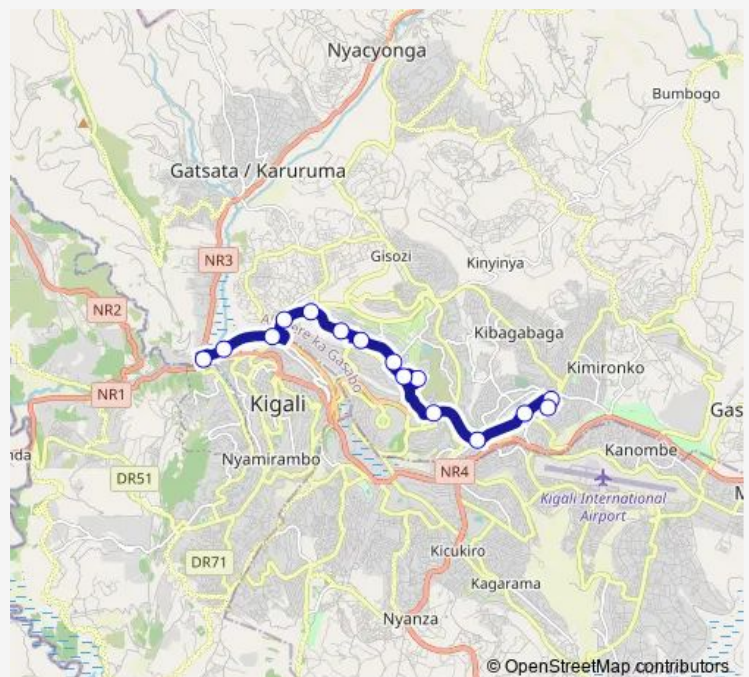 Nyacyonga
Bumbogo
Gatsata / Karuruma
Gisozi
NR3
Kinyinya
NR2
Kibagabaga
Kimironko
NR1
Kigali
Gas
nda
Nyamirambo
NR4
Kanombe
DR51
Kigali International
Airport
DR71
Kicukiro
Kagarama
Nyanza
© OpenStreetMap contributors